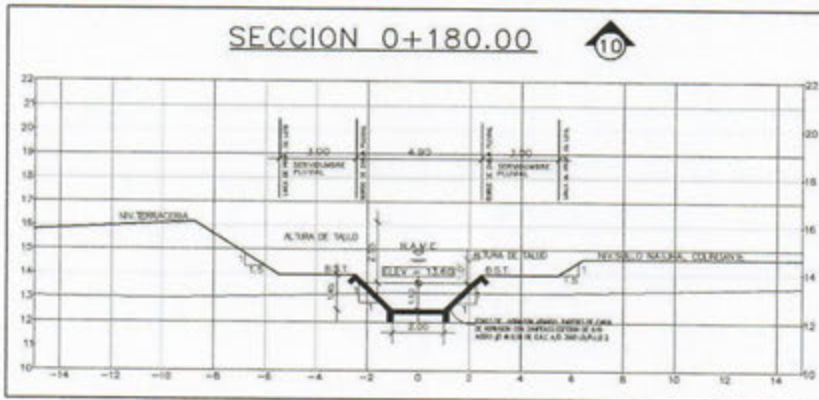 SECCION 0+180.00
10
22 22
21
20 20
19
18 18
17
16 16
15
14 14
13
12 12
11
10 10
3.00 4.90 3.00
SERVIDUMBRE PLUVIAL
SERVIDUMBRE PLUVIAL
NIV. TERRACERIA
ALTURA DE TALUD
N.A.M.E.
ELEV = 13.60
ALTURA DE TALUD
NIV. SUELO NATURAL COLINDANTE
B.S.T.
B.S.T.
1
1.5
1
1.5
2.00
-14 -12 -10 -8 -6 -4 -2 0 2 4 6 8 10 12 14